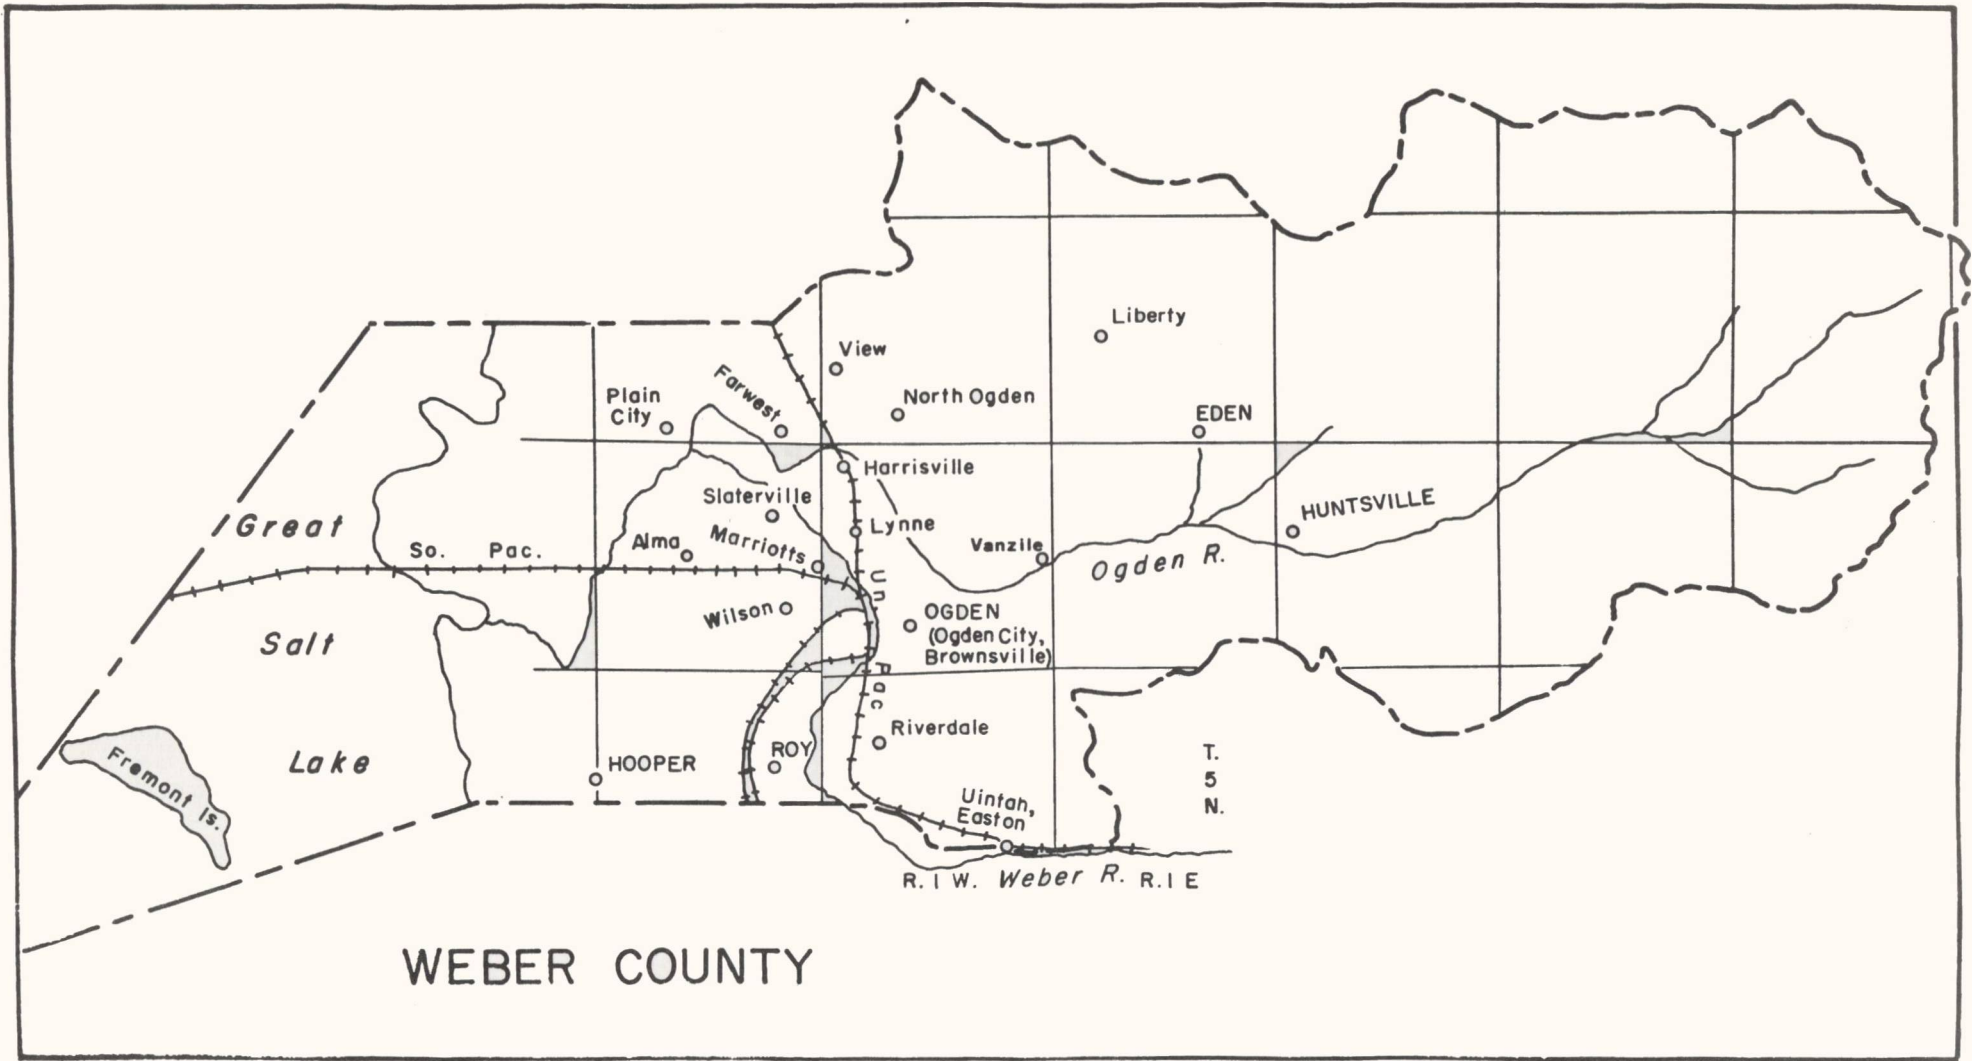 Liberty
View
Farwest
Plain
City
North Ogden
EDEN
Harrisville
Slaterville
HUNTSVILLE
Great
Lynne
So. Pac.
Alma
Marriotts
Vanzile
Ogden R.
Un Pac
Wilson
OGDEN
(Ogden City,
Brownsville)
Salt
Riverdale
ROY
HOOPER
Lake
Fremont Is.
T.
5
N.
Uintah,
Easton
R. I W. Weber R. R. I E
WEBER COUNTY